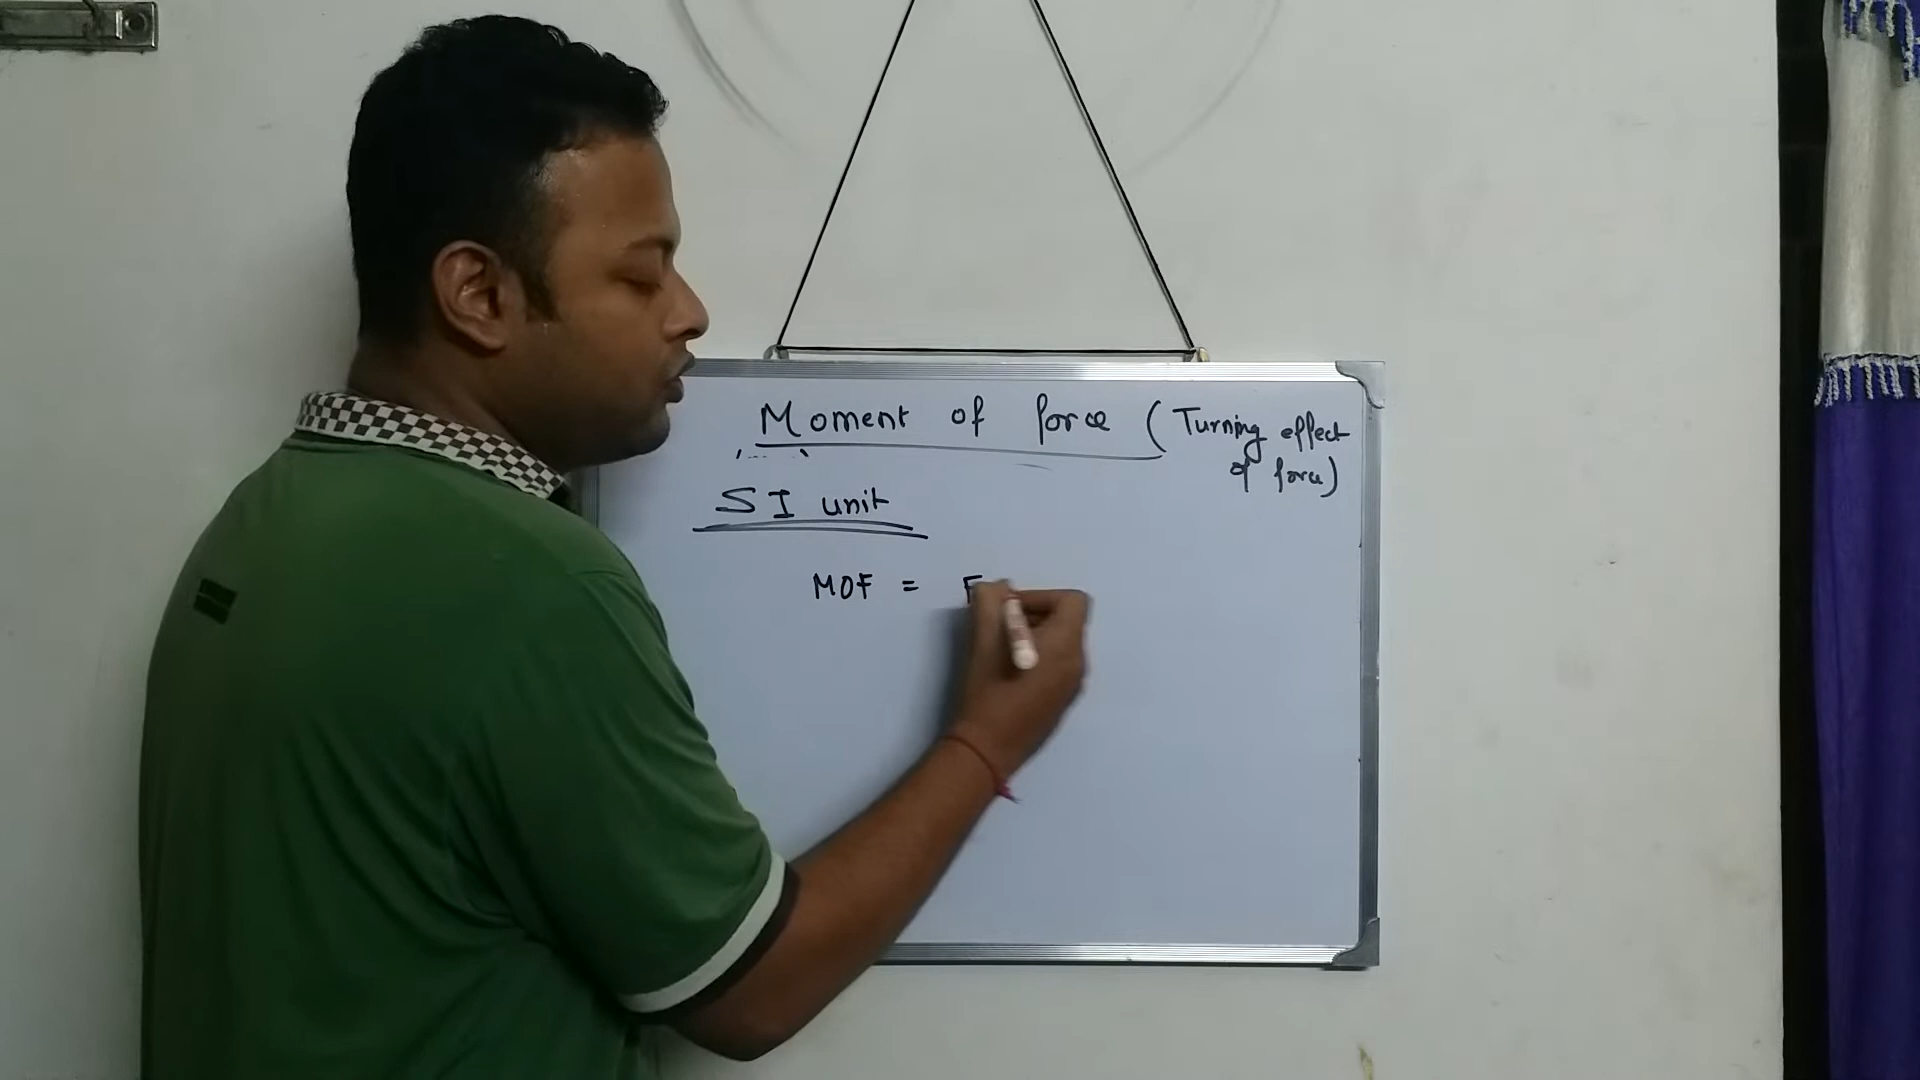 Moment of force (Turning effect
of force)
SI unit
MOF = F